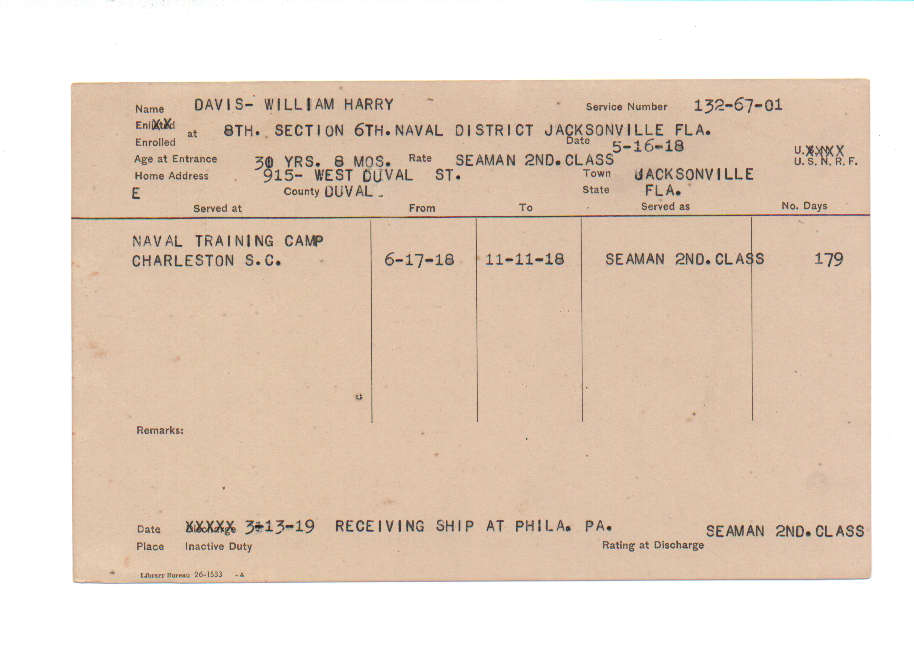 Name DAVIS- WILLIAM HARRY Service Number 132-67-01
Enlisted at 8TH. SECTION 6TH. NAVAL DISTRICT JACKSONVILLE FLA.
Enrolled Date 5-16-18
Age at Entrance 30 YRS. 8 MOS. Rate SEAMAN 2ND. CLASS U.XXXX U.S.N.R.F.
Home Address 915- WEST DUVAL ST. Town JACKSONVILLE
E County DUVAL State FLA.
Served at From To Served as No. Days
NAVAL TRAINING CAMP
CHARLESTON S.C. 6-17-18 11-11-18 SEAMAN 2ND. CLASS 179
Remarks:
Date Discharge XXXXX 3-13-19 RECEIVING SHIP AT PHILA. PA. SEAMAN 2ND. CLASS
Place Inactive Duty Rating at Discharge
Library Bureau 26-1533 -A